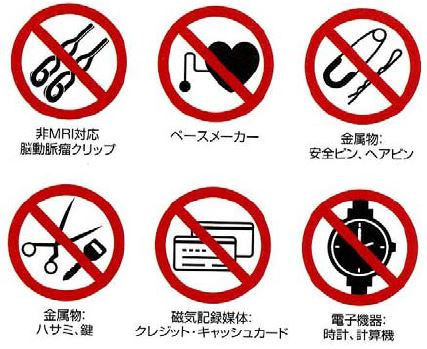 非MRI対応
脳動脈瘤クリップ
ペースメーカー
金属物:
安全ピン、ヘアピン
金属物:
ハサミ、鍵
磁気記録媒体:
クレジット・キャッシュカード
電子機器:
時計、計算機